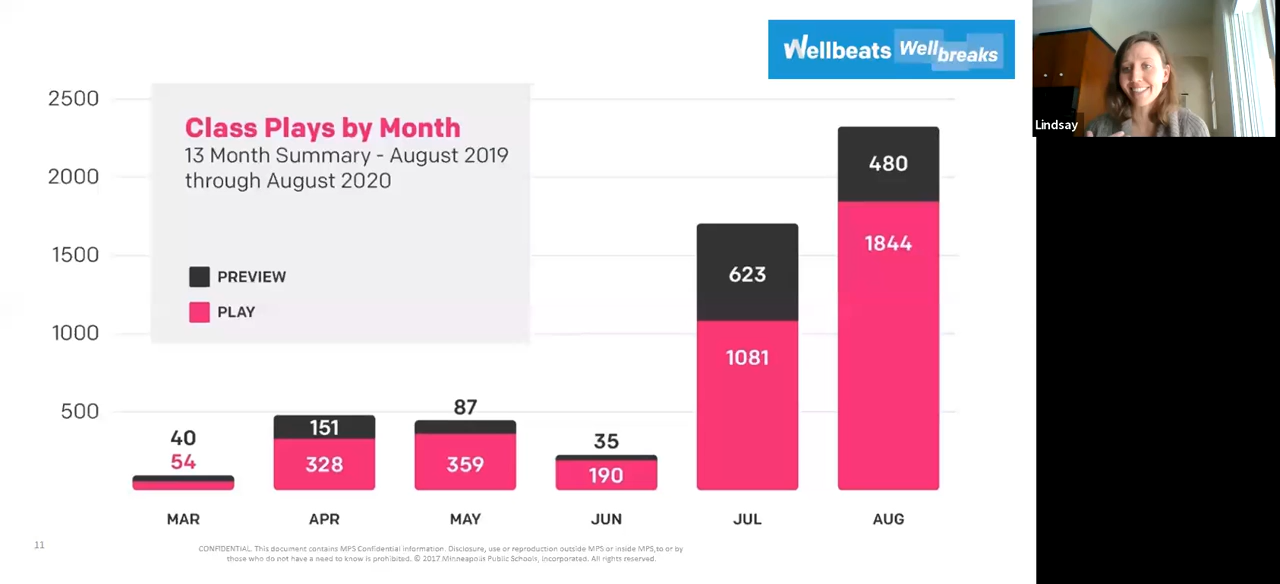 Wellbeats Well breaks
Lindsay
Class Plays by Month
13 Month Summary - August 2019
through August 2020
PREVIEW
PLAY
2500
2000
1500
1000
500
40
54
151
328
87
359
35
190
623
1081
480
1844
MAR APR MAY JUN JUL AUG
11
CONFIDENTIAL. This document contains MPS Confidential information. Disclosure, use or reproduction outside MPS or inside MPS,to or by
those who do not have a need to know is prohibited. © 2017 Minneapolis Public Schools, incorporated. All rights reserved.